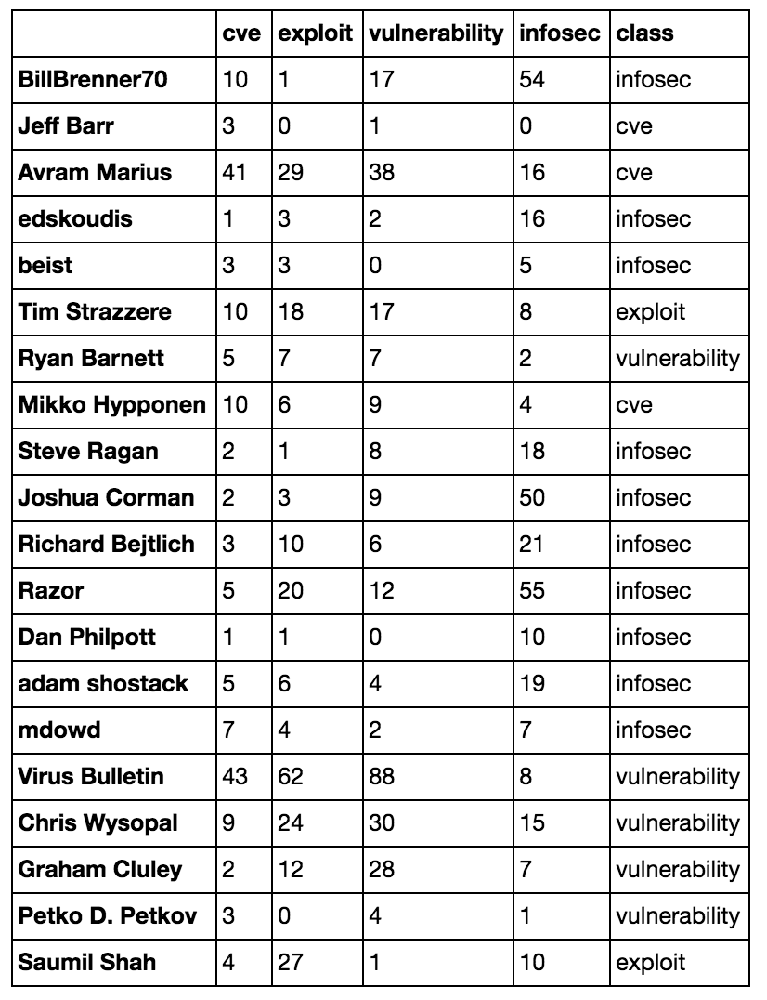 cve exploit vulnerability infosec class
BillBrenner70 10 1 17 54 infosec
Jeff Barr 3 0 1 0 cve
Avram Marius 41 29 38 16 cve
edskoudis 1 3 2 16 infosec
beist 3 3 0 5 infosec
Tim Strazzere 10 18 17 8 exploit
Ryan Barnett 5 7 7 2 vulnerability
Mikko Hypponen 10 6 9 4 cve
Steve Ragan 2 1 8 18 infosec
Joshua Corman 2 3 9 50 infosec
Richard Bejtlich 3 10 6 21 infosec
Razor 5 20 12 55 infosec
Dan Philpott 1 1 0 10 infosec
adam shostack 5 6 4 19 infosec
mdowd 7 4 2 7 infosec
Virus Bulletin 43 62 88 8 vulnerability
Chris Wysopal 9 24 30 15 vulnerability
Graham Cluley 2 12 28 7 vulnerability
Petko D. Petkov 3 0 4 1 vulnerability
Saumil Shah 4 27 1 10 exploit